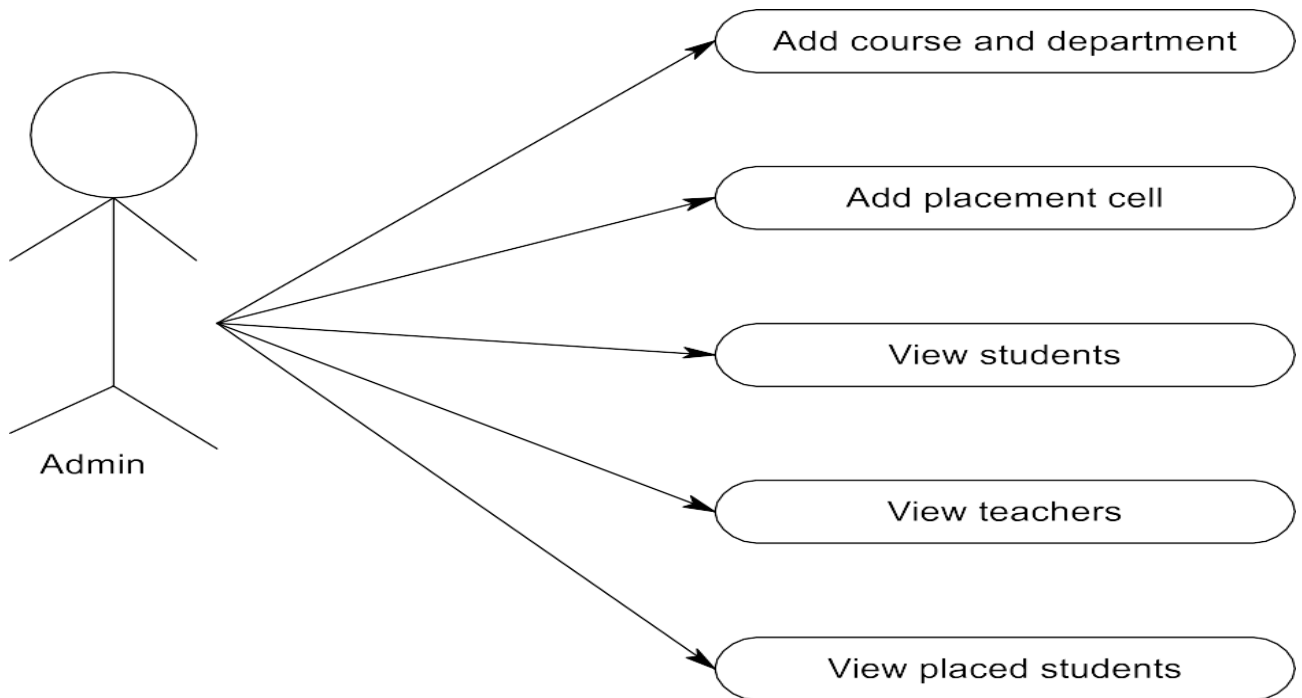 Add course and department
Add placement cell
View students
Admin
View teachers
View placed students